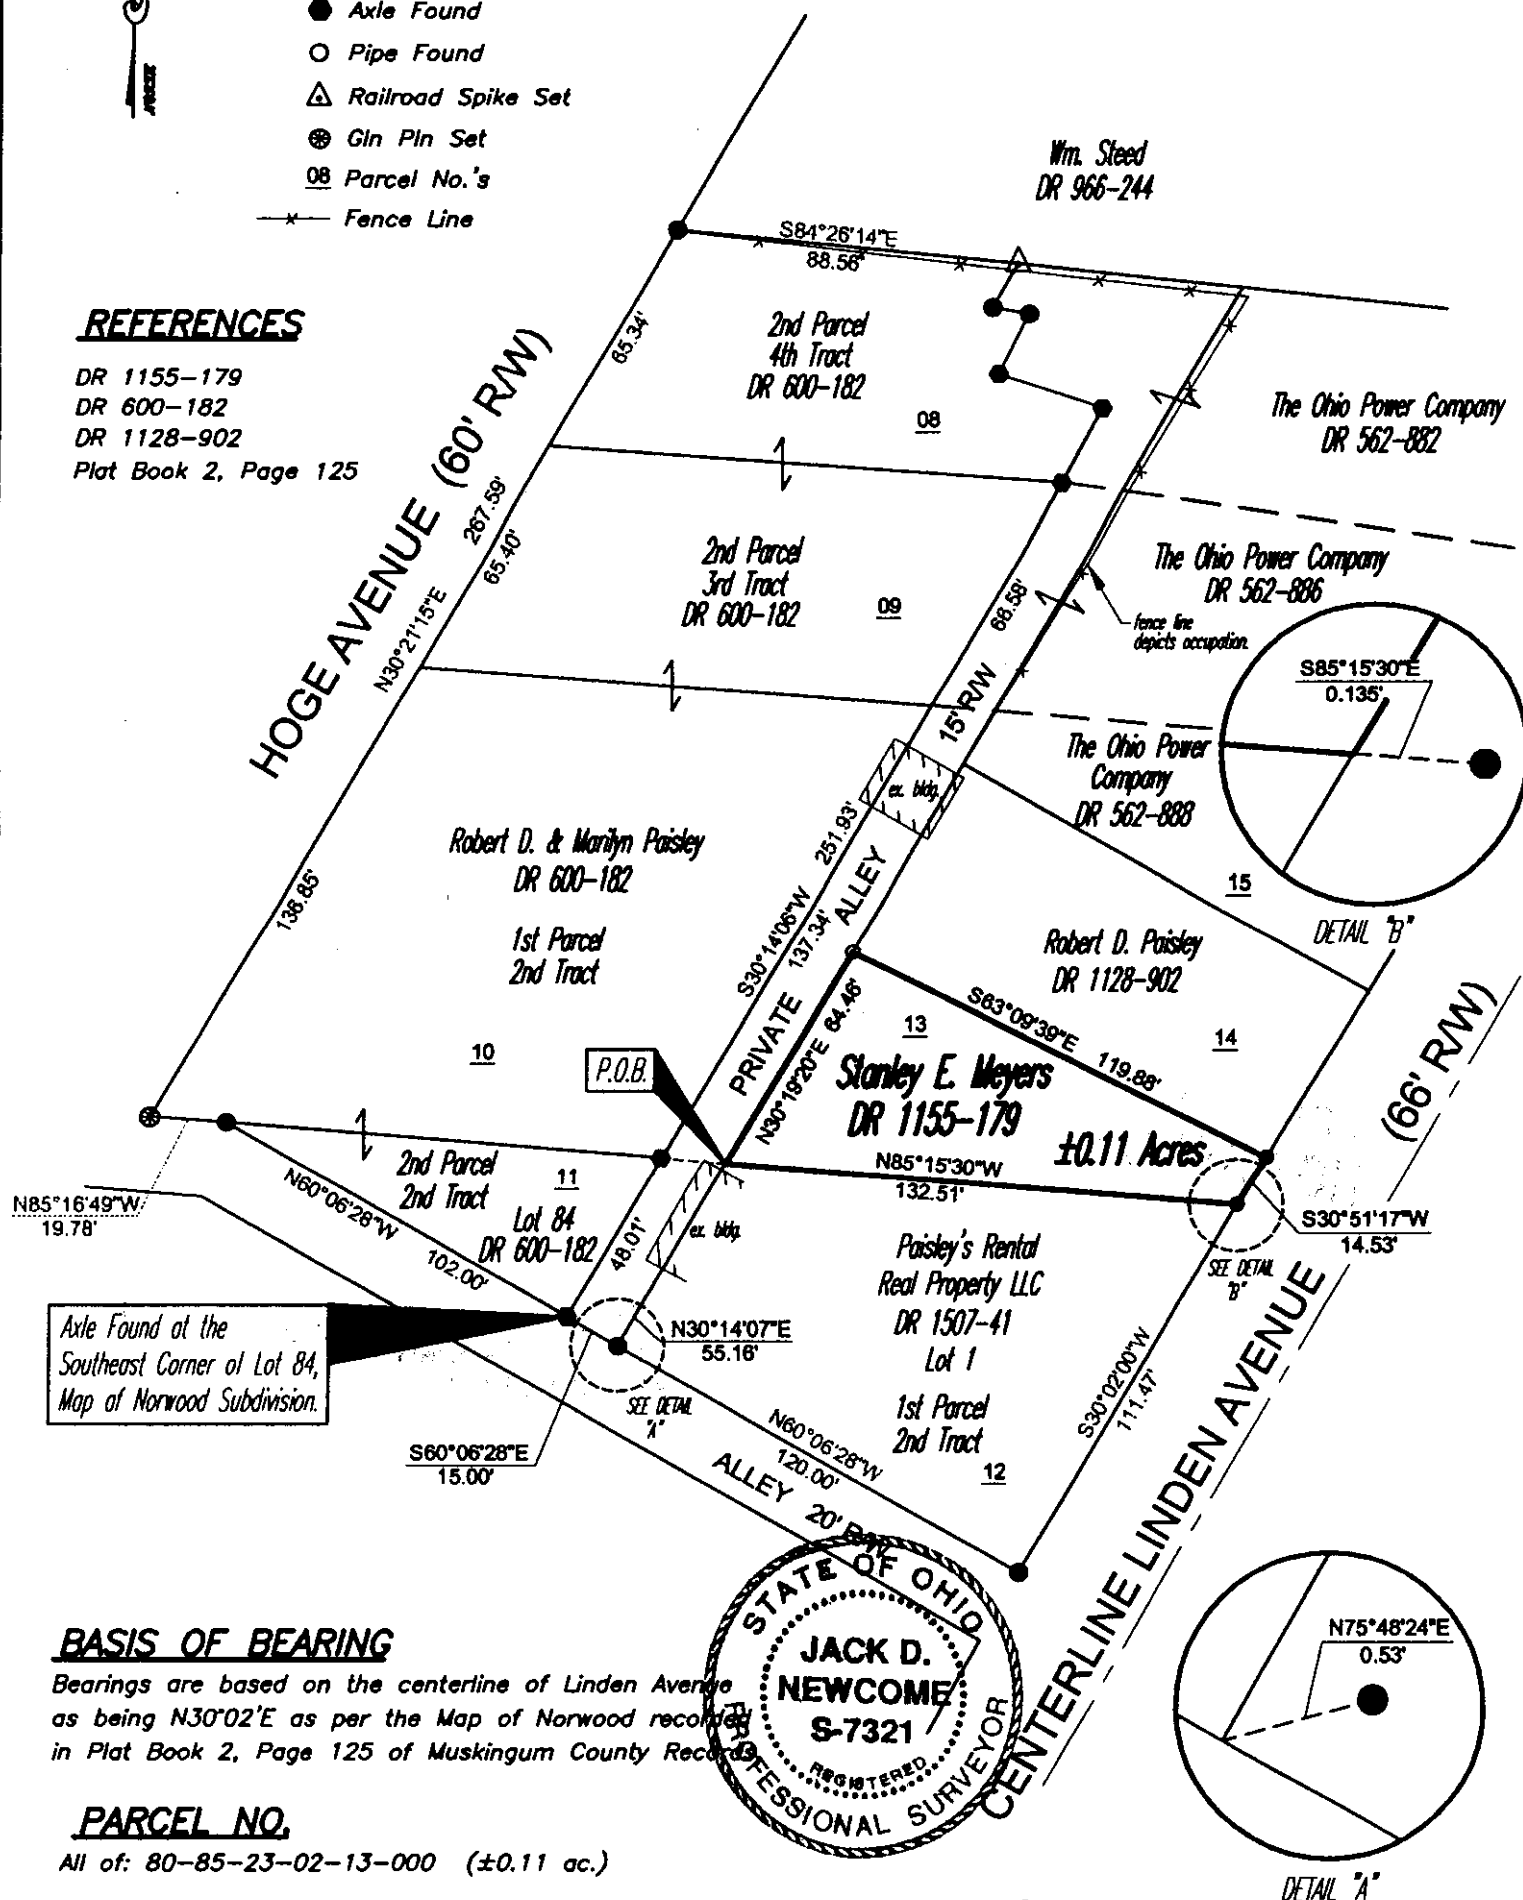 Axle Found
Pipe Found
Railroad Spike Set
Gin Pin Set
08 Parcel No.'s
Fence Line
REFERENCES
DR 1155-179
DR 600-182
DR 1128-902
Plat Book 2, Page 125
Wm. Steed
DR 966-244
S84°26'14"E
88.56'
65.34'
2nd Parcel
4th Tract
DR 600-182
08
The Ohio Power Company
DR 562-882
HOGE AVENUE (60' R/W)
267.59'
65.40'
N30°21'15"E
2nd Parcel
3rd Tract
DR 600-182
09
68.58'
The Ohio Power Company
DR 562-886
fence line
depicts occupation
S85°15'30"E
0.135'
DETAIL "B"
15' R/W
The Ohio Power
Company
DR 562-888
ex. bldg.
15
138.85'
Robert D. & Marilyn Paisley
DR 600-182
1st Parcel
2nd Tract
10
251.93'
S30°14'06"W
137.34'
PRIVATE ALLEY
Robert D. Paisley
DR 1128-902
14
S63°09'39"E 119.88'
13
N30°19'20"E 64.46'
P.O.B.
Stanley E. Meyers
DR 1155-179
±0.11 Acres
N85°15'30"W
132.51'
(66' R/W)
N85°16'49"W
19.78'
2nd Parcel
2nd Tract
11
Lot 84
DR 600-182
N60°06'28"W
102.00'
48.01'
ex. bldg.
S30°51'17"W
14.53'
SEE DETAIL
"B"
Paisley's Rental
Real Property LLC
DR 1507-41
Lot 1
1st Parcel
2nd Tract
12
Axle Found at the
Southeast Corner of Lot 84,
Map of Norwood Subdivision.
N30°14'07"E
55.16'
SEE DETAIL
"A"
S60°06'28"E
15.00'
N60°06'28"W
120.00'
S30°02'00"W
111.47'
ALLEY 20' R/W
CENTERLINE LINDEN AVENUE
STATE OF OHIO
JACK D.
NEWCOME
S-7321
REGISTERED
PROFESSIONAL SURVEYOR
N75°48'24"E
0.53'
DETAIL "A"
BASIS OF BEARING
Bearings are based on the centerline of Linden Avenue
as being N30°02'E as per the Map of Norwood recorded
in Plat Book 2, Page 125 of Muskingum County Records
PARCEL NO.
All of: 80-85-23-02-13-000 (±0.11 ac.)